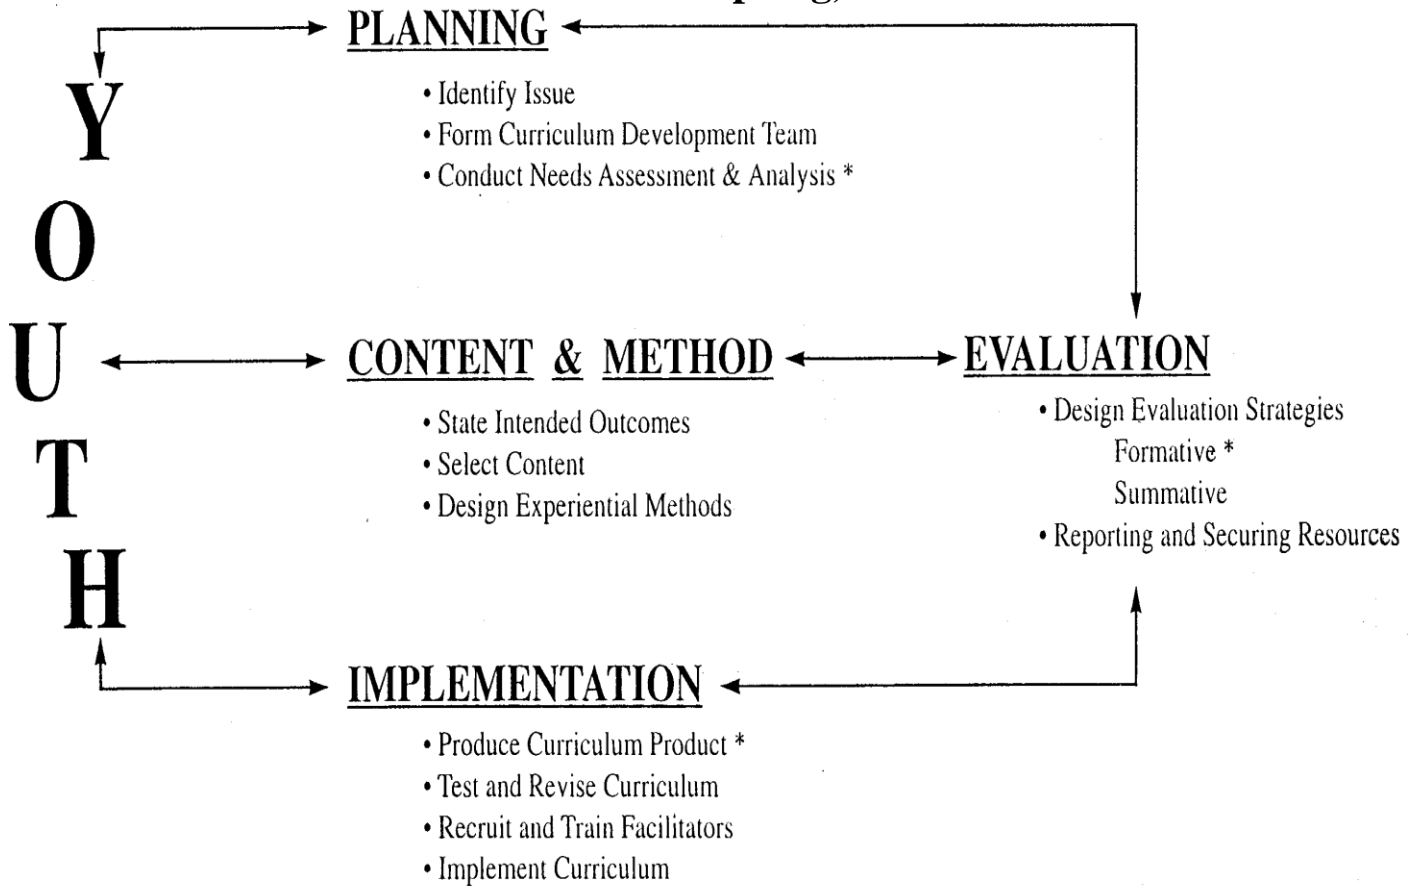 PLANNING
• Identify Issue
• Form Curriculum Development Team
• Conduct Needs Assessment & Analysis *
YOUTH
CONTENT & METHOD
• State Intended Outcomes
• Select Content
• Design Experiential Methods
EVALUATION
• Design Evaluation Strategies
Formative *
Summative
• Reporting and Securing Resources
IMPLEMENTATION
• Produce Curriculum Product *
• Test and Revise Curriculum
• Recruit and Train Facilitators
• Implement Curriculum